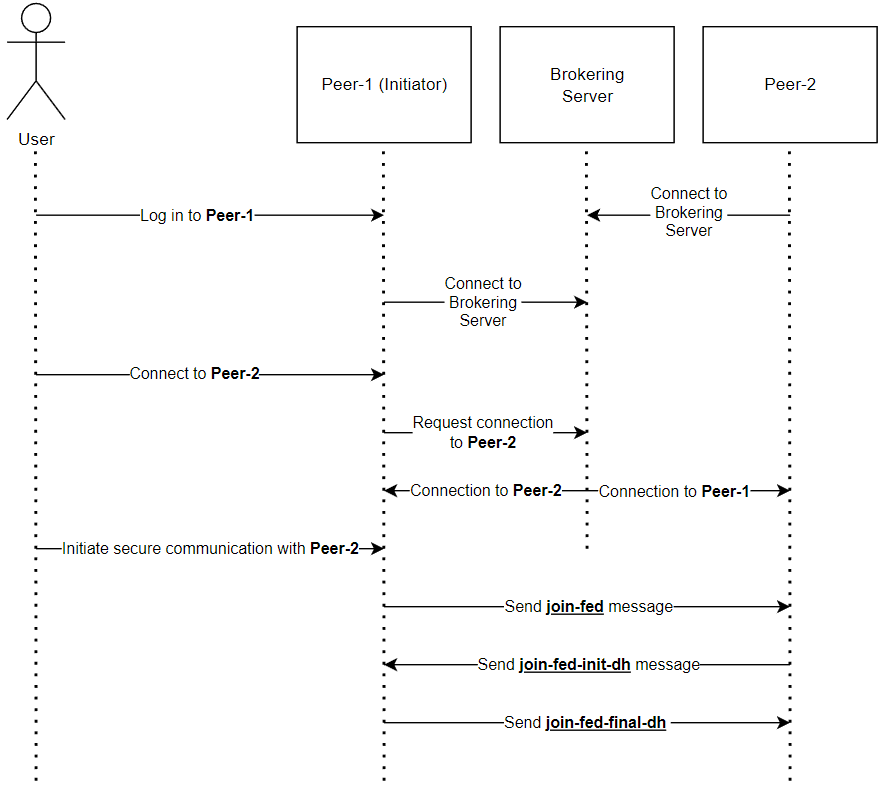 User
Peer-1 (Initiator)
Brokering
Server
Peer-2
Log in to Peer-1
Connect to
Brokering
Server
Connect to
Brokering
Server
Connect to Peer-2
Request connection
to Peer-2
Connection to Peer-2
Connection to Peer-1
Initiate secure communication with Peer-2
Send join-fed message
Send join-fed-init-dh message
Send join-fed-final-dh